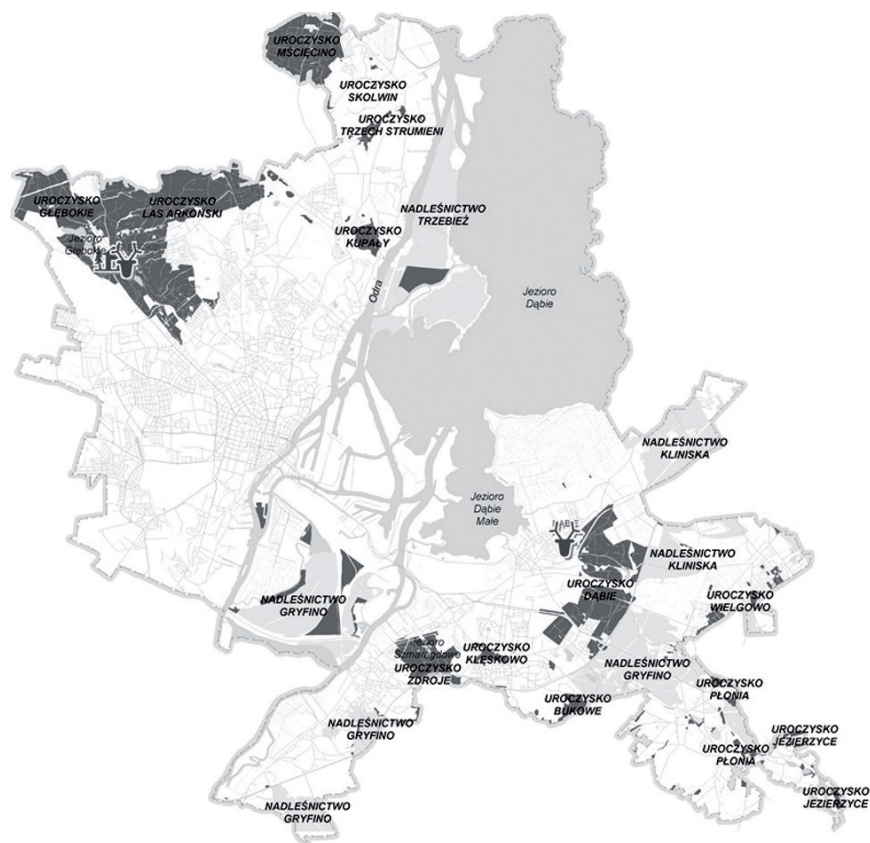 UROCZYSKO
MŚCIĘCINO
UROCZYSKO
SKOLWIN
UROCZYSKO
TRZECH STRUMIENI
UROCZYSKO
GŁĘBOKIE
UROCZYSKO
LAS ARKOŃSKI
NADLEŚNICTWO
TRZEBIEŻ
UROCZYSKO
KUPAŁY
Jezioro
Głębokie
Odra
Jezioro
Dąbie
NADLEŚNICTWO
KLINISKA
Jezioro
Dąbie
Małe
NADLEŚNICTWO
KLINISKA
UROCZYSKO
DĄBIE
UROCZYSKO
WIELGOWO
NADLEŚNICTWO
GRYFINO
Jezioro
Szmaragdowe
UROCZYSKO
ZDROJE
UROCZYSKO
KLĘSKOWO
NADLEŚNICTWO
GRYFINO
UROCZYSKO
BUKOWE
UROCZYSKO
PŁONIA
NADLEŚNICTWO
GRYFINO
UROCZYSKO
JEZIERZYCE
UROCZYSKO
PŁONIA
UROCZYSKO
JEZIERZYCE
NADLEŚNICTWO
GRYFINO